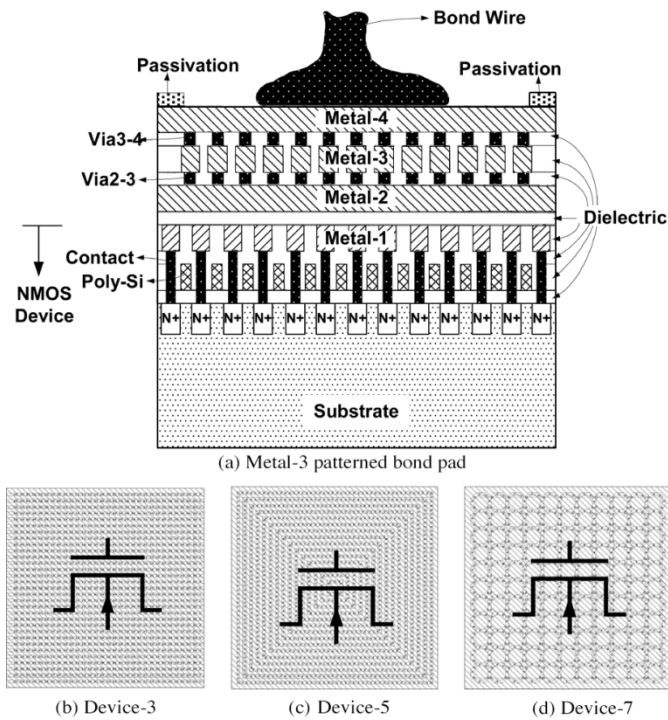 Bond Wire
Passivation
Passivation
Metal-4
Via3-4
Metal-3
Via2-3
Metal-2
Dielectric
Metal-1
Contact
Poly-Si
NMOS
Device
N+ N+ N+ N+ N+ N+ N+ N+ N+ N+ N+ N+
Substrate
(a) Metal-3 patterned bond pad
(b) Device-3
(c) Device-5
(d) Device-7